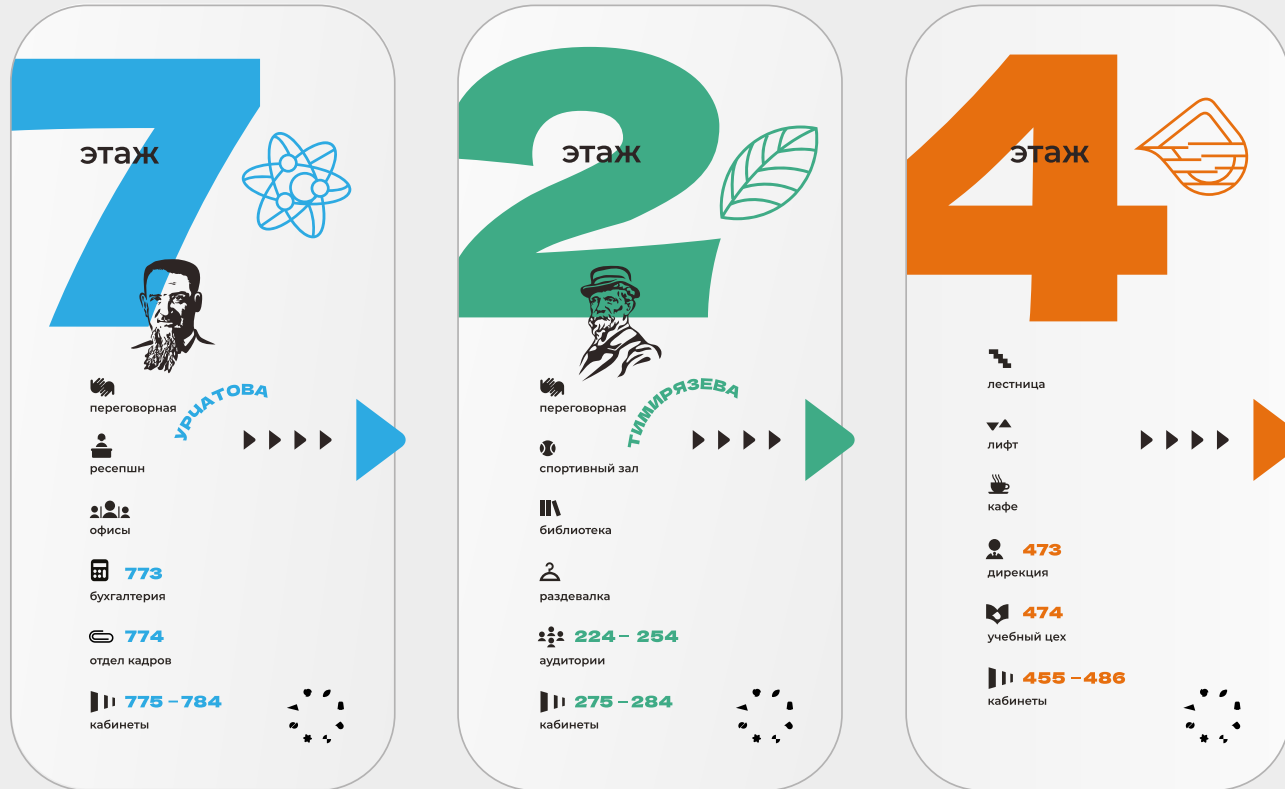 7
этаж
УРЧАТОВА
переговорная
ресепшн
офисы
773
бухгалтерия
774
отдел кадров
775 – 784
кабинеты
2
этаж
ТИМИРЯЗЕВА
переговорная
спортивный зал
библиотека
раздевалка
224 – 254
аудитории
275 – 284
кабинеты
4
этаж
лестница
лифт
кафе
473
дирекция
474
учебный цех
455 – 486
кабинеты